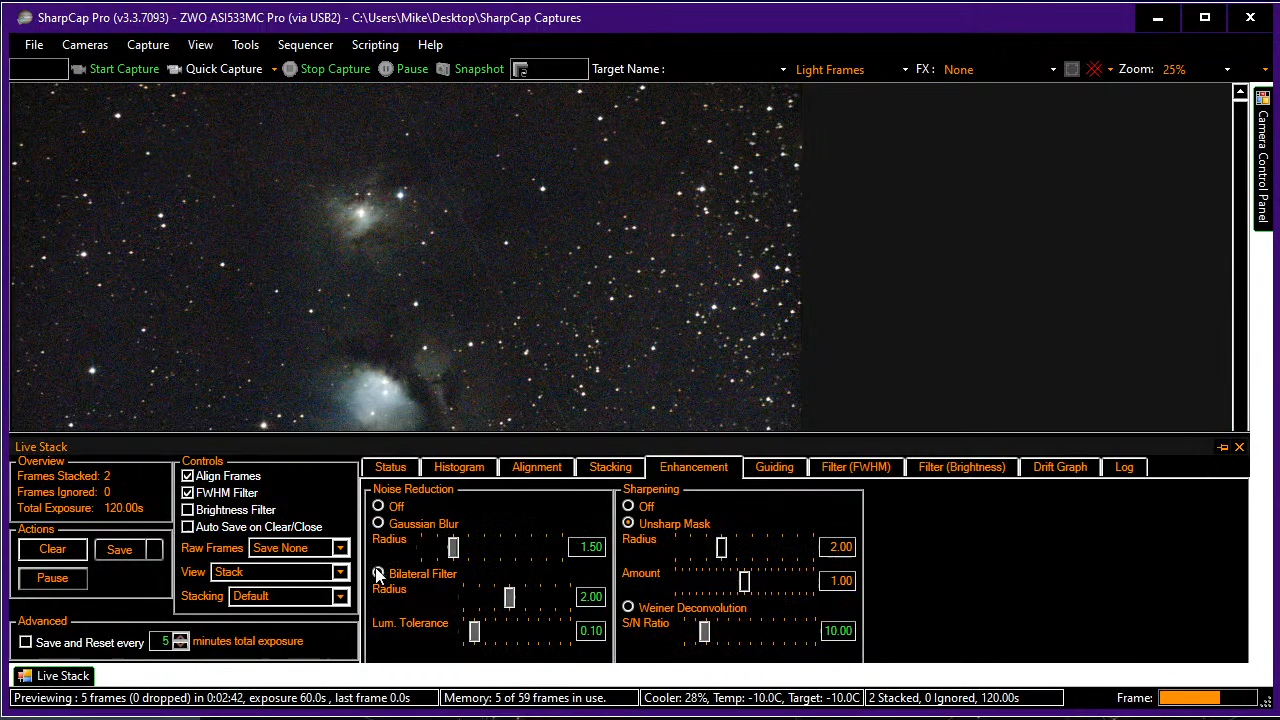 SharpCap Pro (v3.3.7093) - ZWO ASI533MC Pro (via USB2) - C:\Users\Mike\Desktop\SharpCap Captures
File Cameras Capture View Tools Sequencer Scripting Help
Start Capture Quick Capture Stop Capture Pause Snapshot Target Name : Light Frames FX : None Zoom: 25%
Camera Control Panel
Live Stack
Overview
Frames Stacked: 2
Frames Ignored: 0
Total Exposure: 120.00s
Actions
Clear Save
Pause
Advanced
Save and Reset every 5 minutes total exposure
Controls
Align Frames
FWHM Filter
Brightness Filter
Auto Save on Clear/Close
Raw Frames Save None
View Stack
Stacking Default
Status Histogram Alignment Stacking Enhancement Guiding Filter (FWHM) Filter (Brightness) Drift Graph Log
Noise Reduction
Off
Gaussian Blur
Radius 1.50
Bilateral Filter
Radius 2.00
Lum. Tolerance 0.10
Sharpening
Off
Unsharp Mask
Radius 2.00
Amount 1.00
Weiner Deconvolution
S/N Ratio 10.00
Live Stack
Previewing : 5 frames (0 dropped) in 0:02:42, exposure 60.0s , last frame 0.0s Memory: 5 of 59 frames in use. Cooler: 28%, Temp: -10.0C, Target: -10.0C 2 Stacked, 0 Ignored, 120.00s Frame: